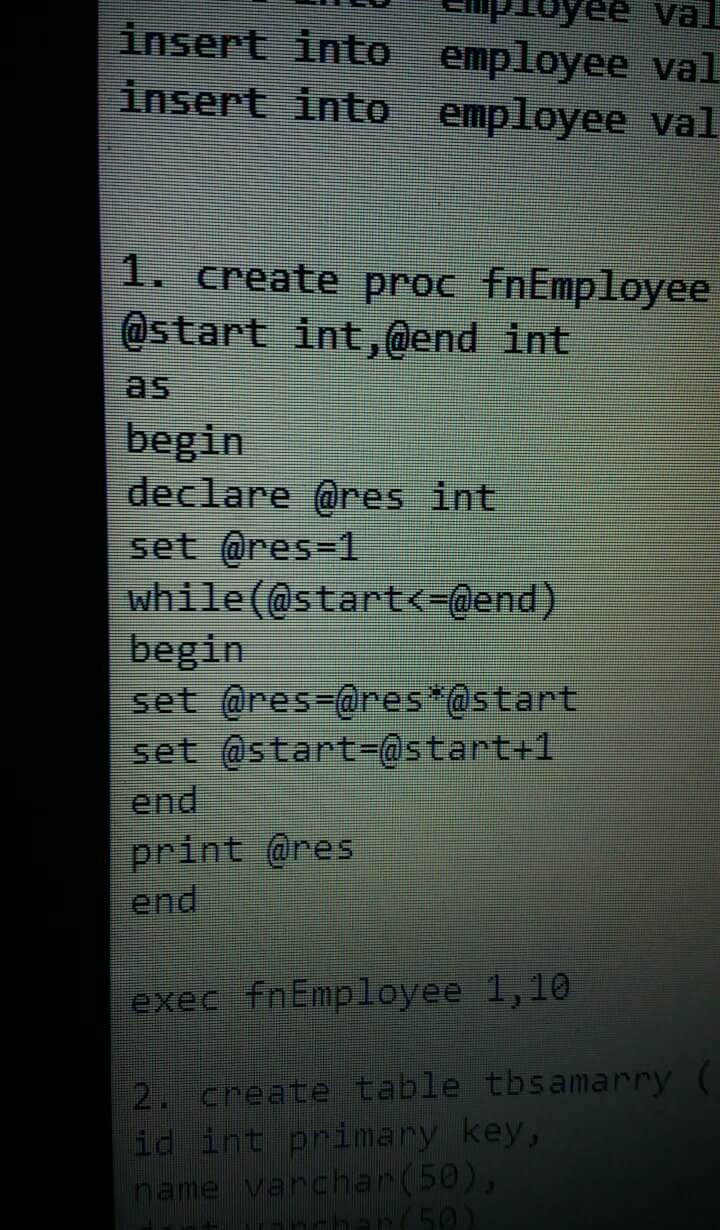 into employee val
insert into employee val
insert into employee val
1. create proc fnEmployee
@start int,@end int
as
begin
declare @res int
set @res=1
while(@start<=@end)
begin
set @res=@res*@start
set @start=@start+1
end
print @res
end
exec fnEmployee 1,10
2. create table tbsamarry (
id int primary key,
name varchar(50),
varchar(50)